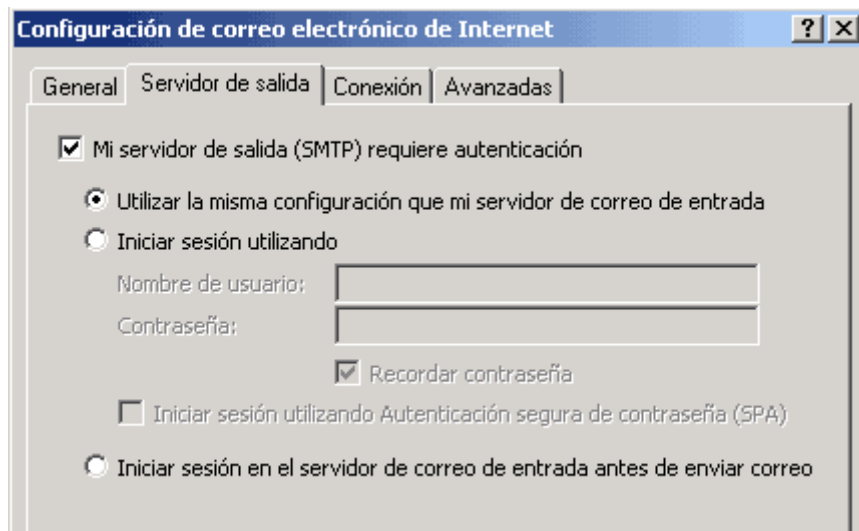 Configuración de correo electrónico de Internet
General Servidor de salida Conexión Avanzadas
Mi servidor de salida (SMTP) requiere autenticación
Utilizar la misma configuración que mi servidor de correo de entrada
Iniciar sesión utilizando
Nombre de usuario:
Contraseña:
Recordar contraseña
Iniciar sesión utilizando Autenticación segura de contraseña (SPA)
Iniciar sesión en el servidor de correo de entrada antes de enviar correo